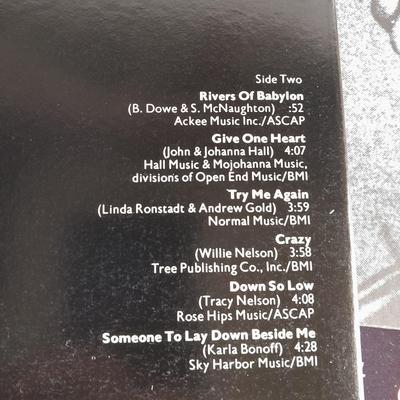 Side Two
Rivers Of Babylon
(B. Dowe & S. McNaughton) :52
Ackee Music Inc./ASCAP
Give One Heart
(John & Johanna Hall) 4:07
Hall Music & Mojohanna Music,
divisions of Open End Music/BMI
Try Me Again
(Linda Ronstadt & Andrew Gold) 3:59
Normal Music/BMI
Crazy
(Willie Nelson) 3:58
Tree Publishing Co., Inc./BMI
Down So Low
(Tracy Nelson) 4:08
Rose Hips Music/ASCAP
Someone To Lay Down Beside Me
(Karla Bonoff) 4:28
Sky Harbor Music/BMI